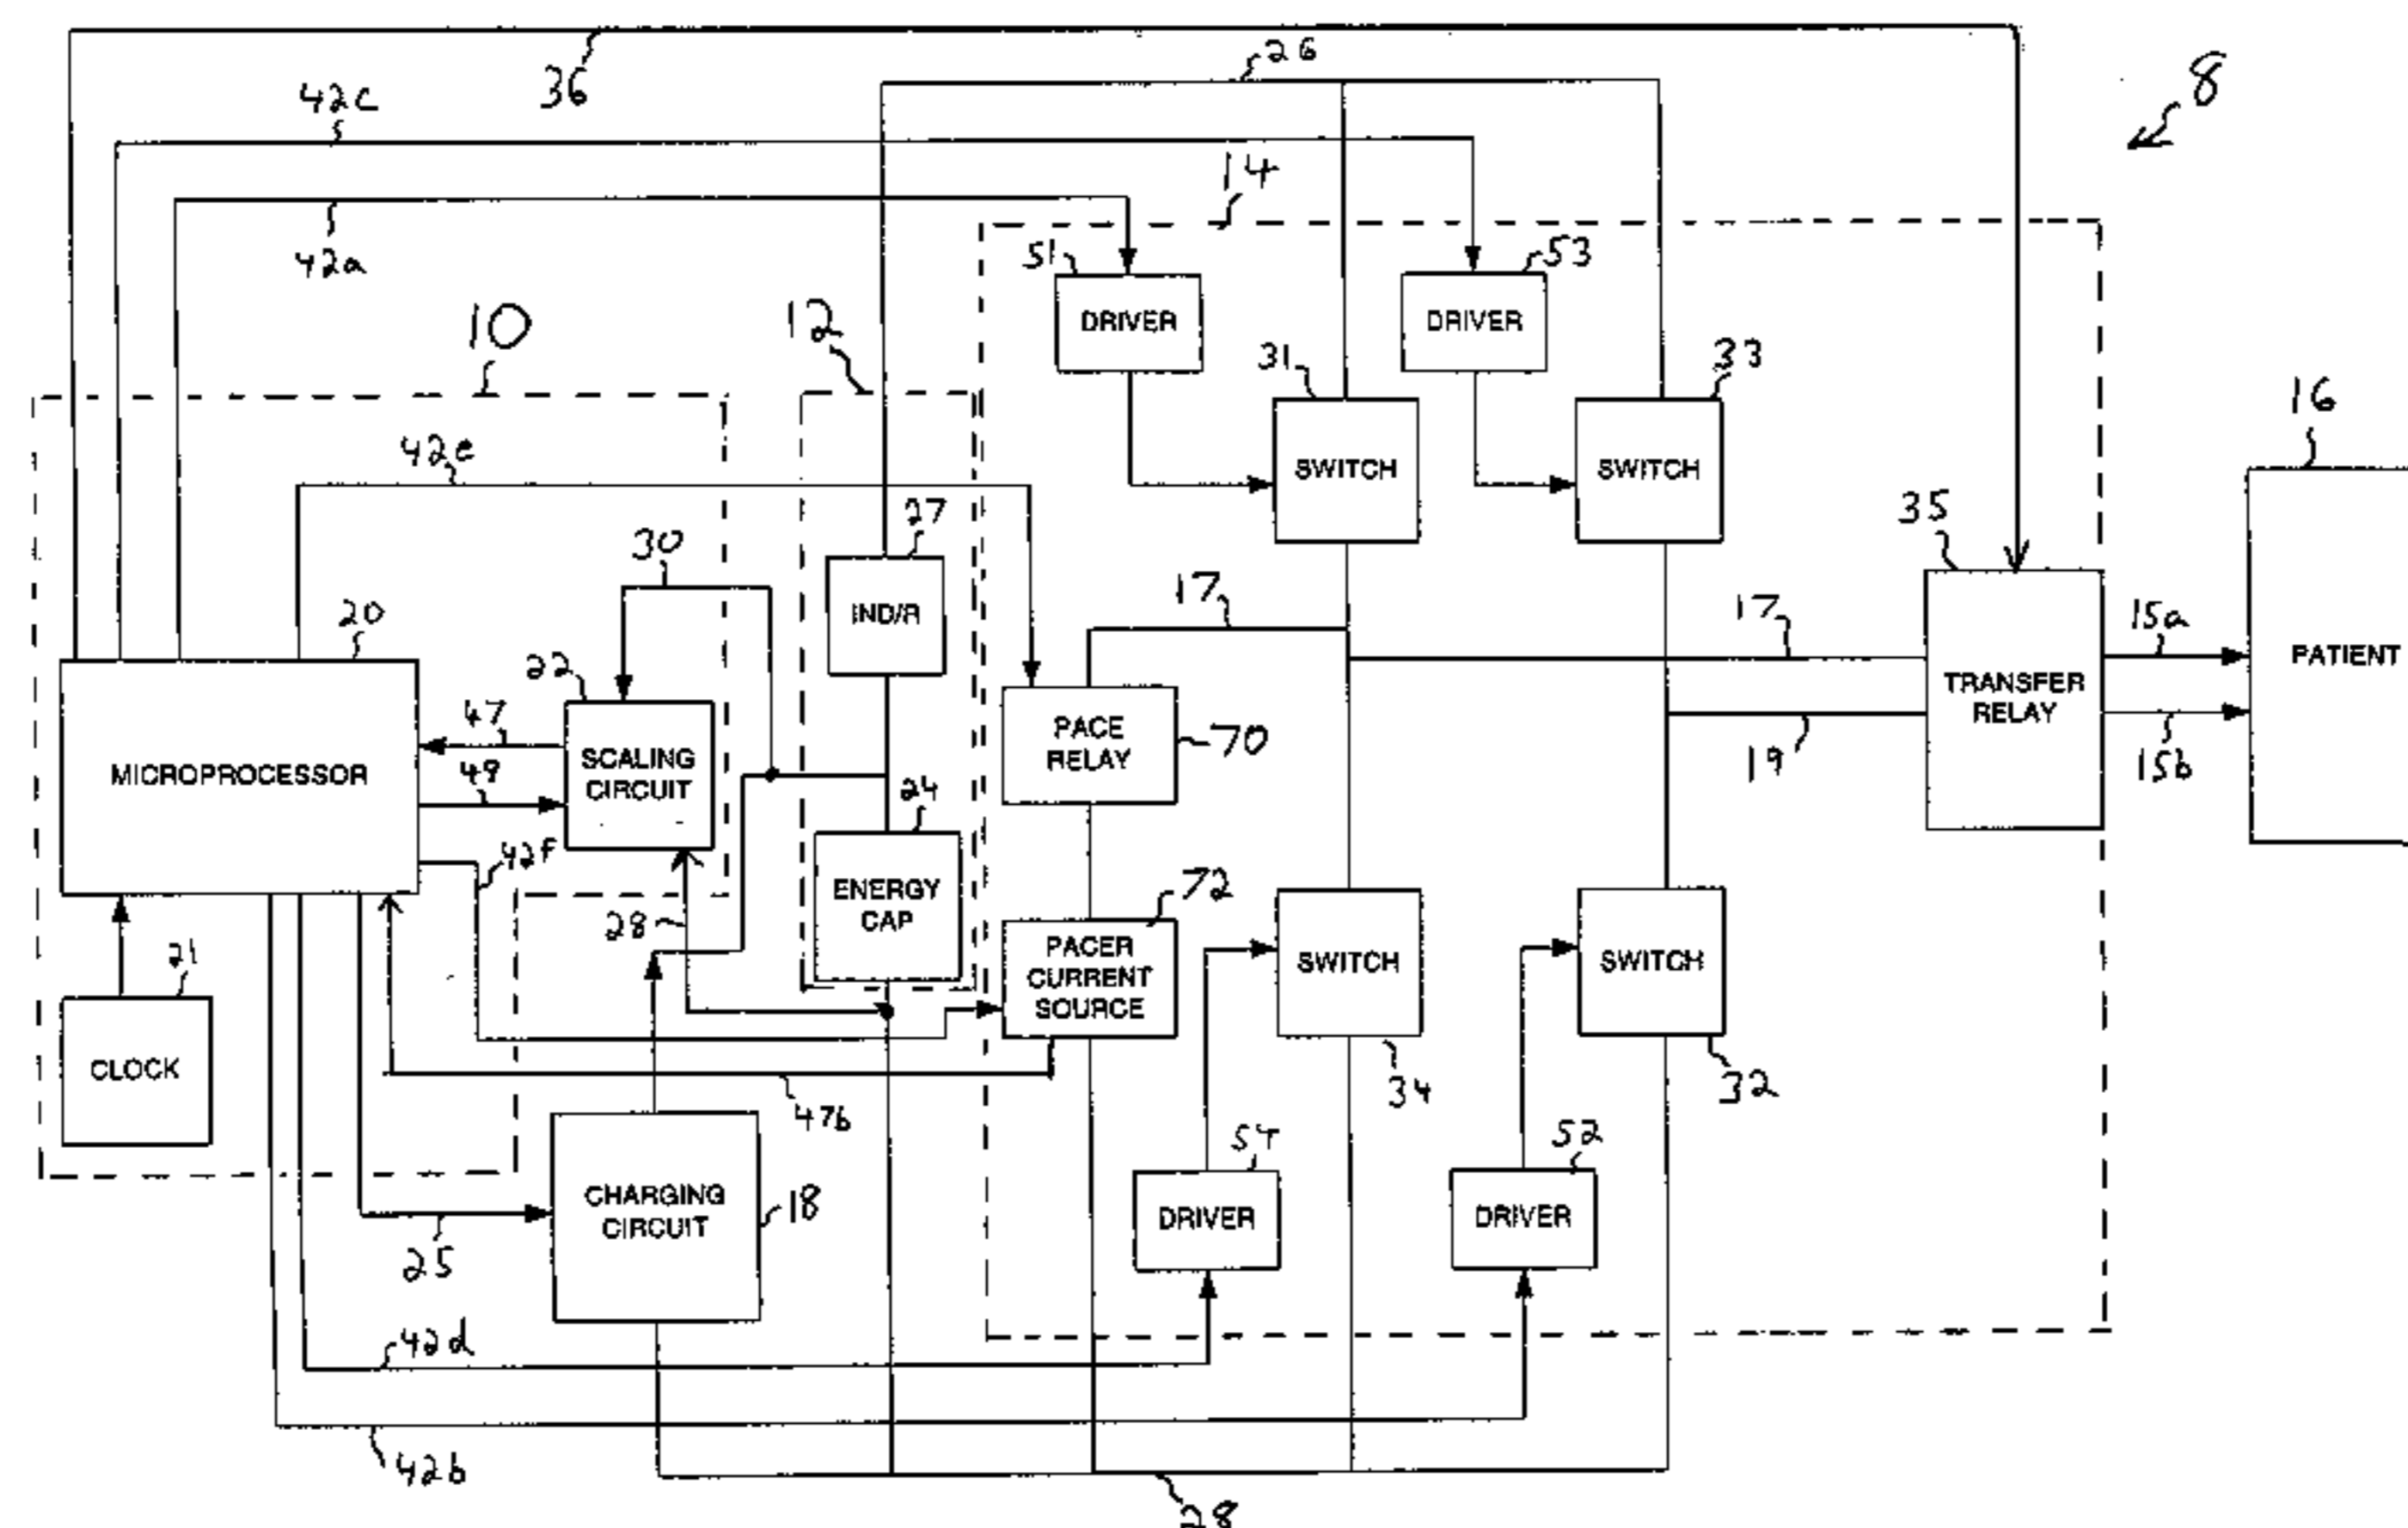 36
26
8
42c
14
42a
51
53
10
12
DRIVER
DRIVER
31
33
16
42e
SWITCH
SWITCH
27
35
30
IND/R
17
17
15a
20
22
PATIENT
TRANSFER
RELAY
47
PACE
RELAY
70
49
SCALING
CIRCUIT
MICROPROCESSOR
19
15b
24
42f
ENERGY
CAP
72
28
PACER
CURRENT
SOURCE
SWITCH
SWITCH
21
CLOCK
34
32
47b
54
52
CHARGING
CIRCUIT
18
DRIVER
DRIVER
25
42d
42b
28